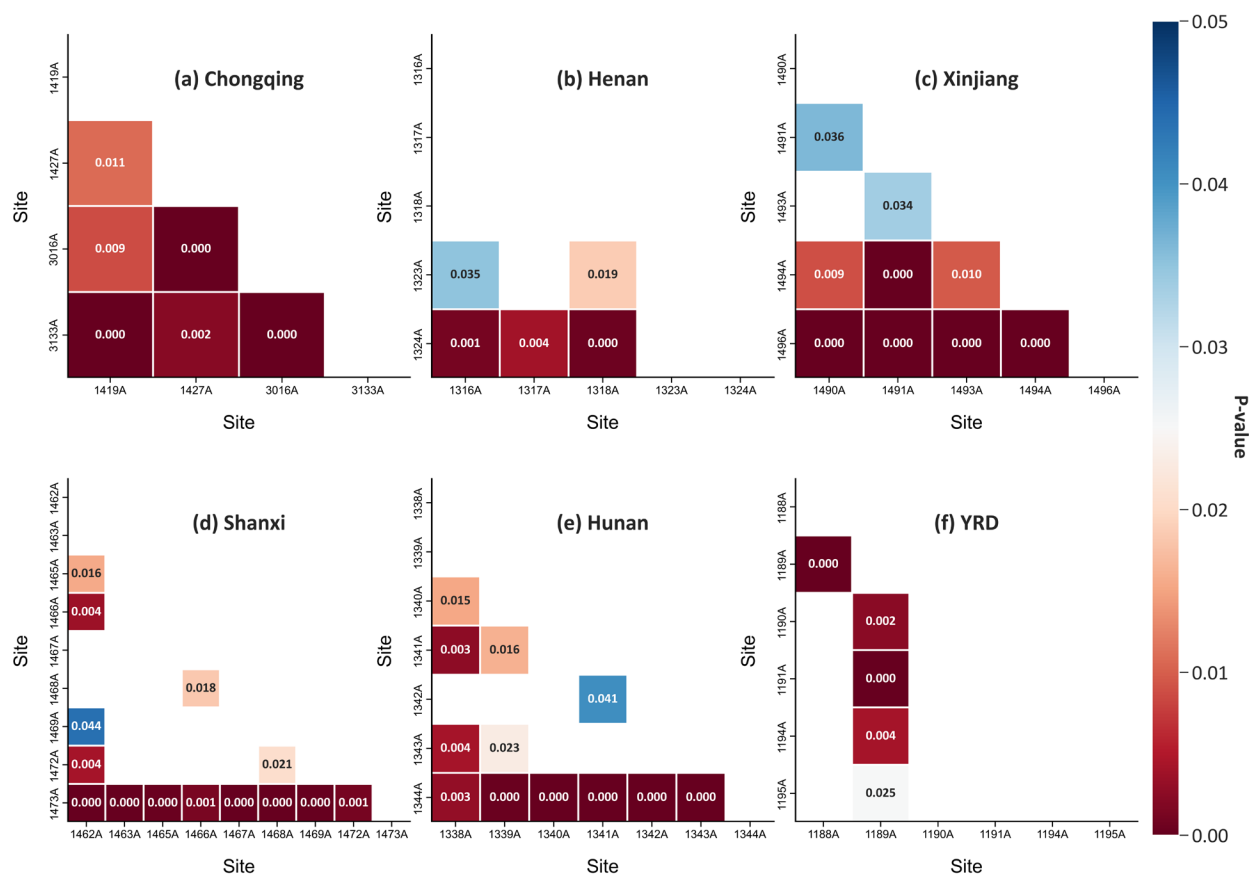 (a) Chongqing
Site
1419A
1427A
3016A
3133A
0.011
0.009 0.000
0.000 0.002 0.000
1419A 1427A 3016A 3133A
Site
(b) Henan
Site
1316A
1317A
1318A
1323A
1324A
0.035 0.019
0.001 0.004 0.000
1316A 1317A 1318A 1323A 1324A
Site
(c) Xinjiang
Site
1490A
1491A
1493A
1494A
1496A
0.036
0.034
0.009 0.000 0.010
0.000 0.000 0.000 0.000
1490A 1491A 1493A 1494A 1496A
Site
(d) Shanxi
Site
1462A
1463A
1465A
1466A
1467A
1468A
1469A
1472A
1473A
0.016
0.004
0.018
0.044
0.004 0.021
0.000 0.000 0.000 0.001 0.000 0.000 0.000 0.001
1462A 1463A 1465A 1466A 1467A 1468A 1469A 1472A 1473A
Site
(e) Hunan
Site
1338A
1339A
1340A
1341A
1342A
1343A
1344A
0.015
0.003 0.016
0.041
0.004 0.023
0.003 0.000 0.000 0.000 0.000 0.000
1338A 1339A 1340A 1341A 1342A 1343A 1344A
Site
(f) YRD
Site
1188A
1189A
1190A
1191A
1194A
1195A
0.000
0.002
0.000
0.004
0.025
1188A 1189A 1190A 1191A 1194A 1195A
Site
0.05
0.04
0.03
0.02
0.01
0.00
P-value